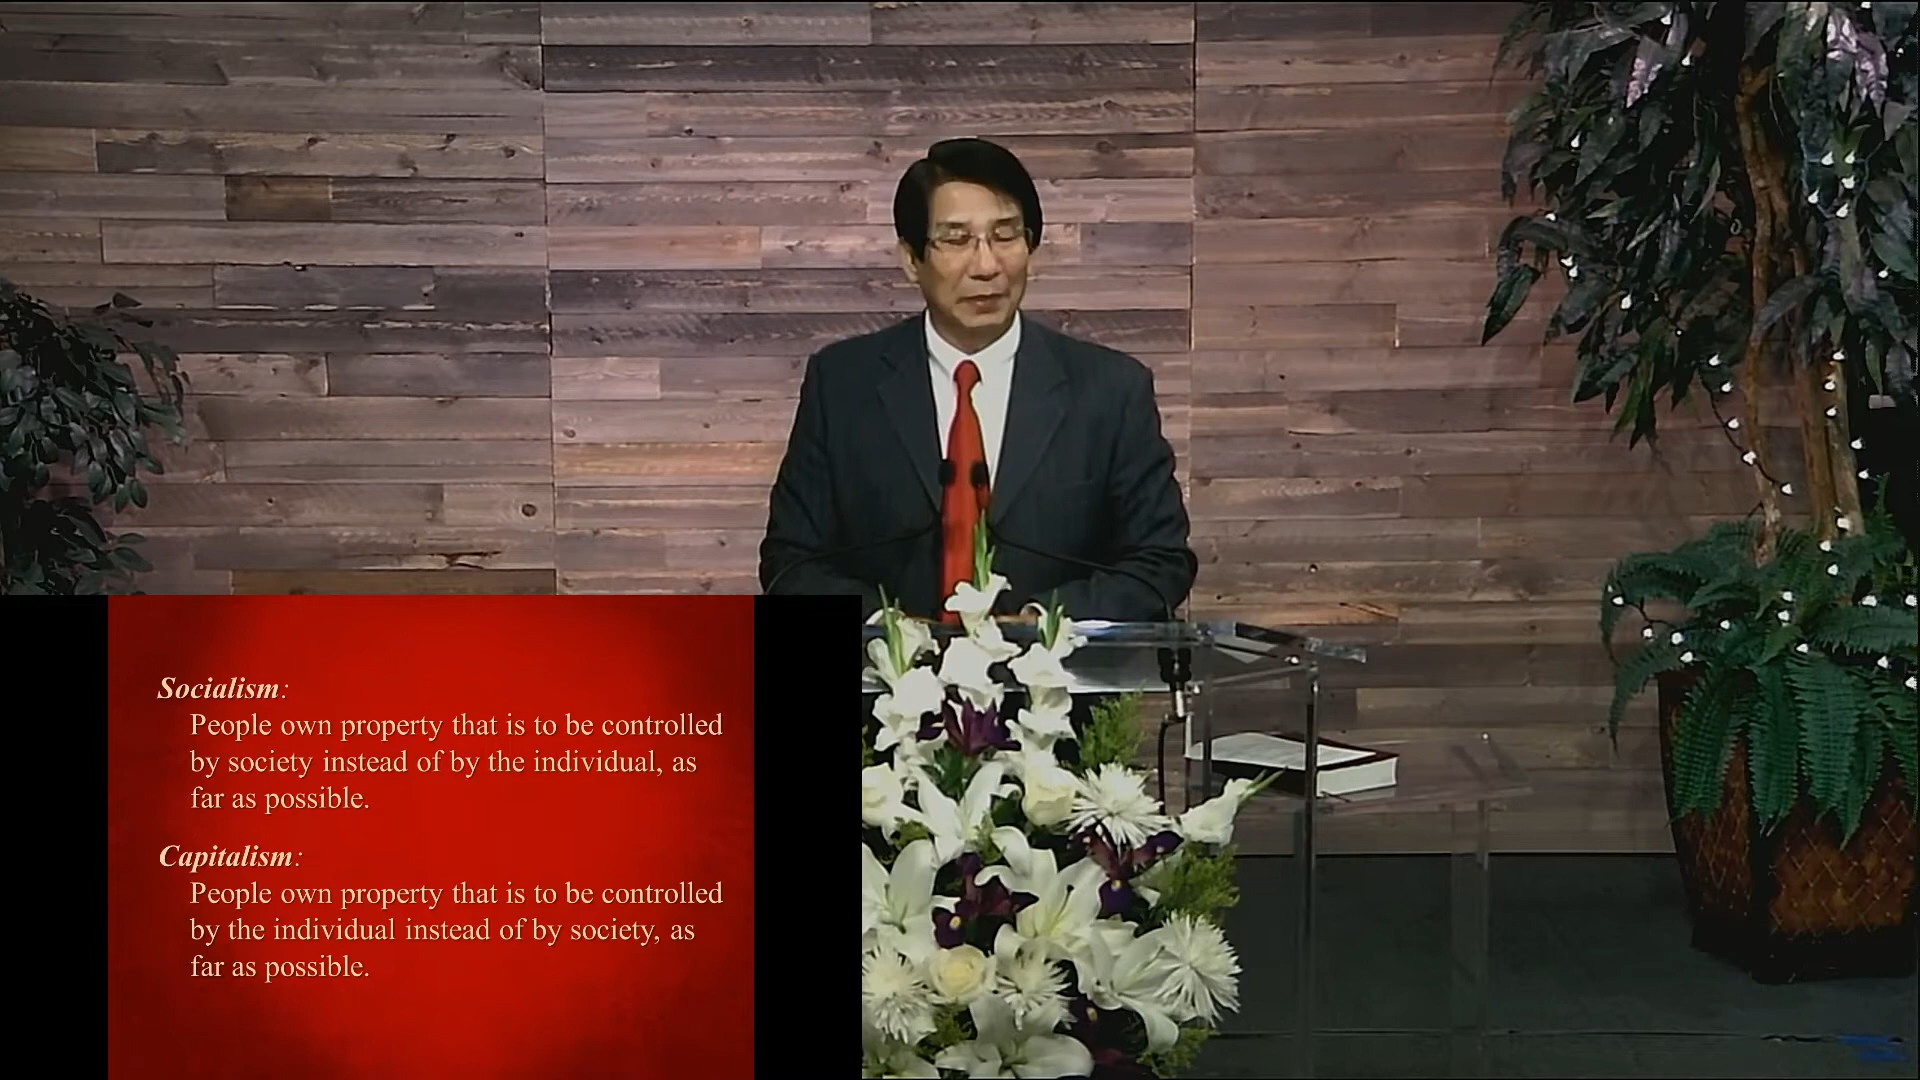 Socialism:
People own property that is to be controlled
by society instead of by the individual, as
far as possible.
Capitalism:
People own property that is to be controlled
by the individual instead of by society, as
far as possible.